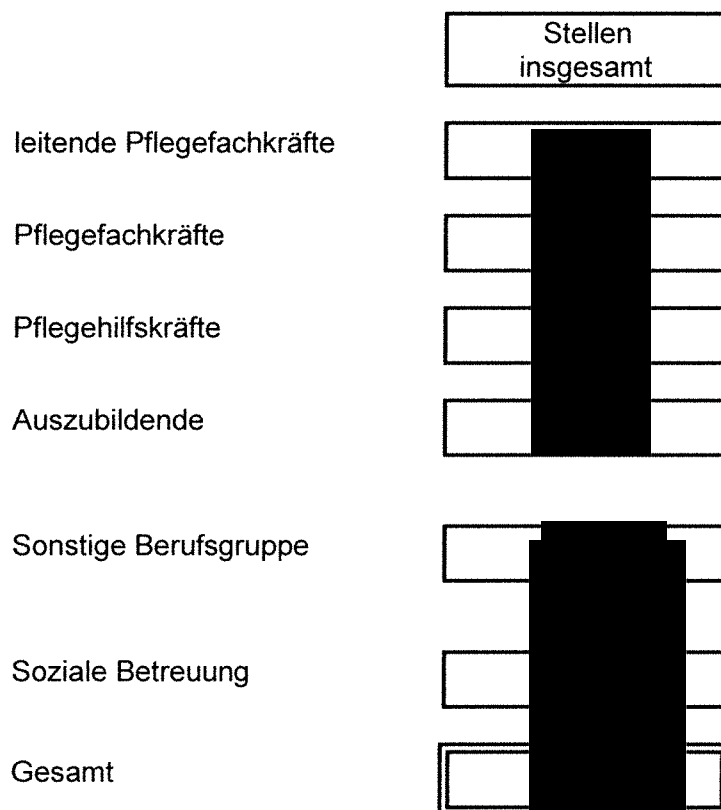 Stellen
insgesamt
leitende Pflegefachkräfte
Pflegefachkräfte
Pflegehilfskräfte
Auszubildende
Sonstige Berufsgruppe
Soziale Betreuung
Gesamt